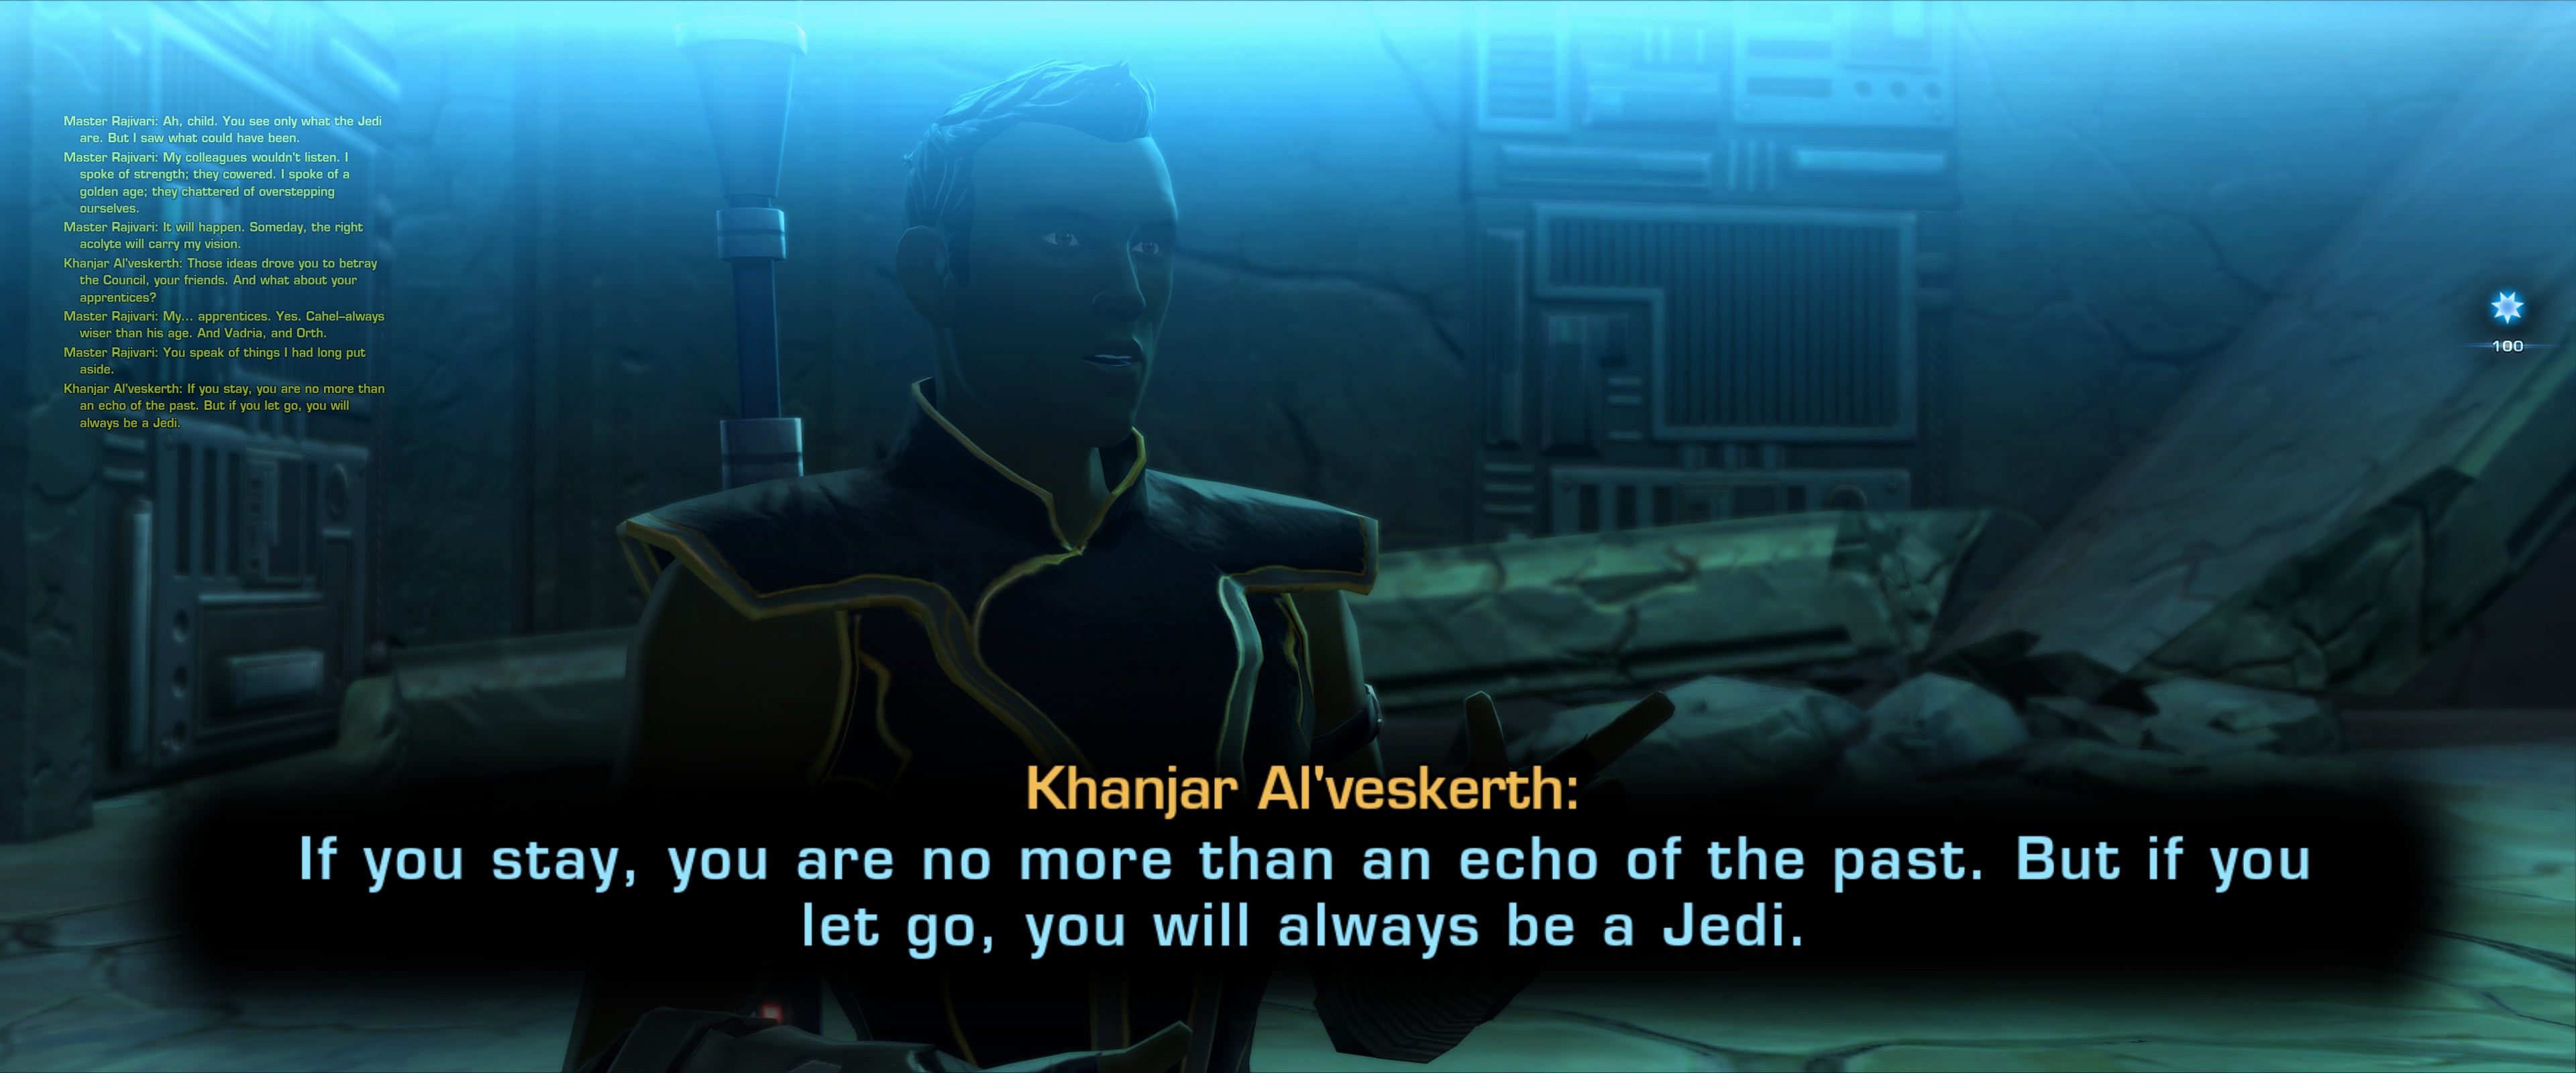 Master Rajivari: Ah, child. You see only what the Jedi
are. But I saw what could have been.
Master Rajivari: My colleagues wouldn't listen. I
spoke of strength; they cowered. I spoke of a
golden age; they chattered of overstepping
ourselves.
Master Rajivari: It will happen. Someday, the right
acolyte will carry my vision.
Khanjar Al'veskerth: Those ideas drove you to betray
the Council, your friends. And what about your
apprentices?
Master Rajivari: My... apprentices. Yes. Cahel–always
wiser than his age. And Vadria, and Orth.
Master Rajivari: You speak of things I had long put
aside.
Khanjar Al'veskerth: If you stay, you are no more than
an echo of the past. But if you let go, you will
always be a Jedi.
100
Khanjar Al'veskerth:
If you stay, you are no more than an echo of the past. But if you
let go, you will always be a Jedi.